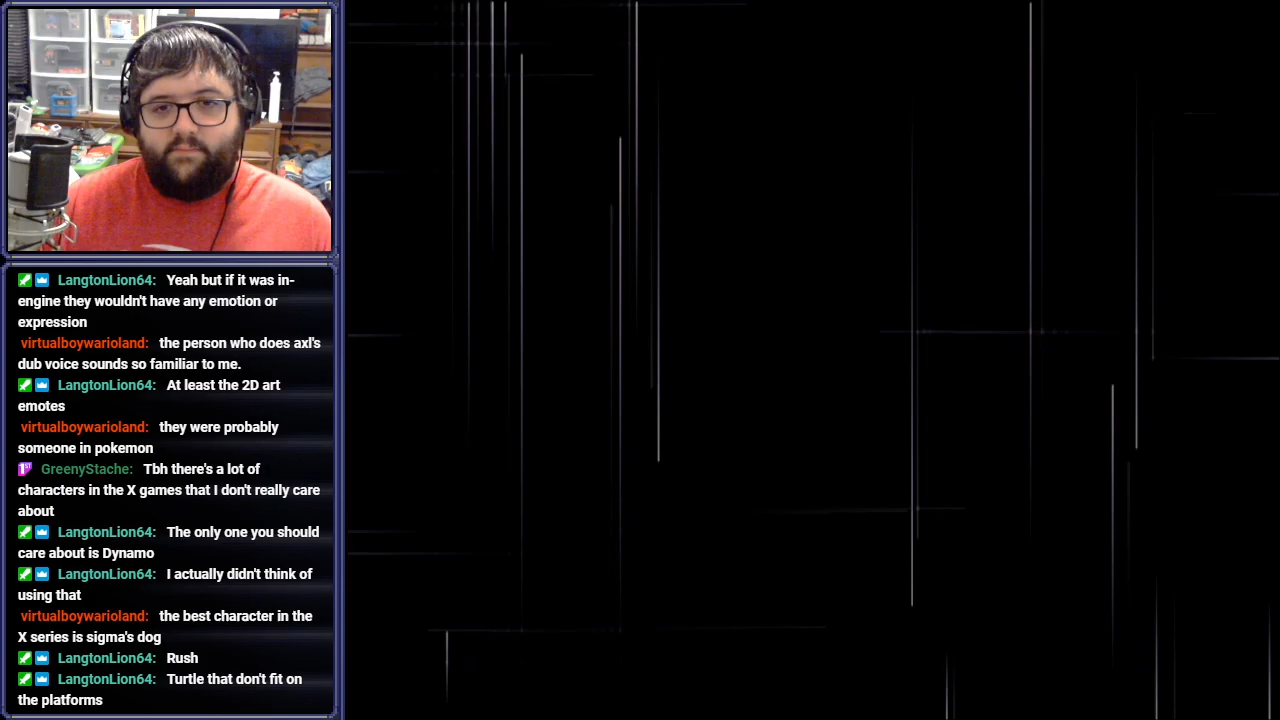 LangtonLion64: Yeah but if it was in-
engine they wouldn't have any emotion or
expression
virtualboywarioland: the person who does axl's
dub voice sounds so familiar to me.
LangtonLion64: At least the 2D art
emotes
virtualboywarioland: they were probably
someone in pokemon
1ST GreenyStache: Tbh there's a lot of
characters in the X games that I don't really care
about
LangtonLion64: The only one you should
care about is Dynamo
LangtonLion64: I actually didn't think of
using that
virtualboywarioland: the best character in the
X series is sigma's dog
LangtonLion64: Rush
LangtonLion64: Turtle that don't fit on
the platforms